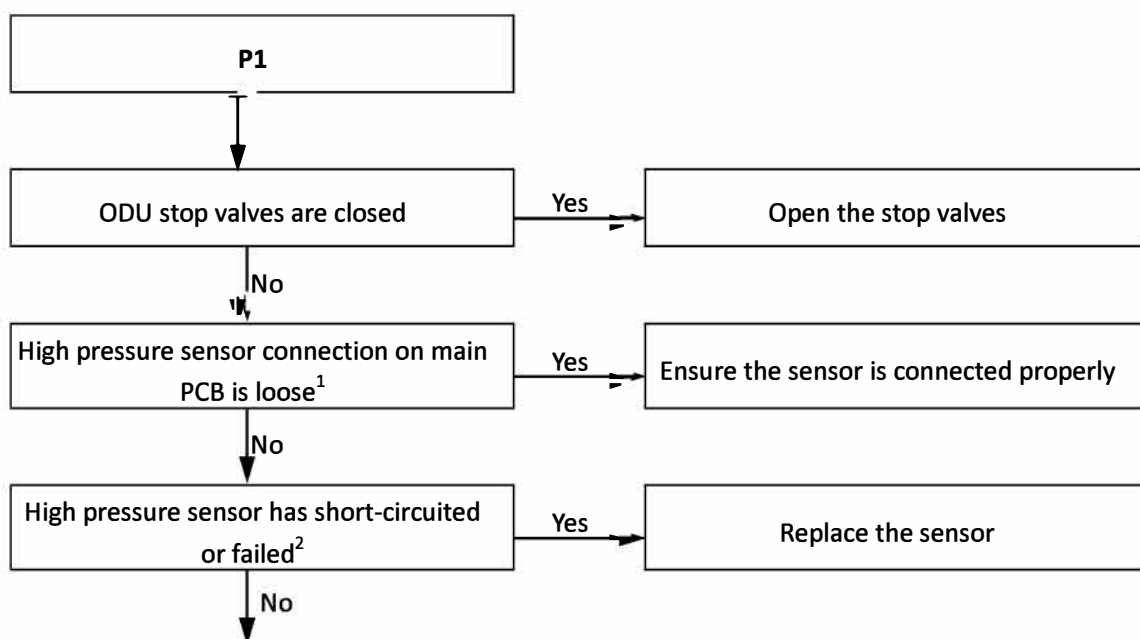 P1
ODU stop valves are closed
Yes
Open the stop valves
No
High pressure sensor connection on main
PCB is loose1
Yes
Ensure the sensor is connected properly
No
High pressure sensor has short-circuited
or failed2
Yes
Replace the sensor
No